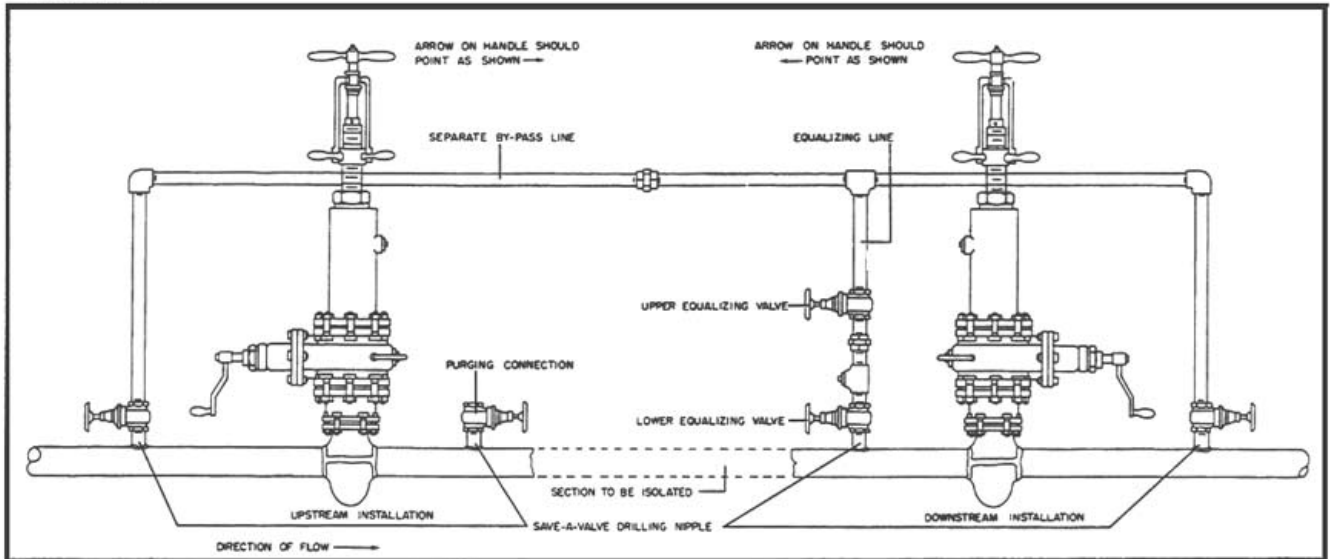 ARROW ON HANDLE SHOULD
POINT AS SHOWN →
ARROW ON HANDLE SHOULD
← POINT AS SHOWN
SEPARATE BY-PASS LINE
EQUALIZING LINE
UPPER EQUALIZING VALVE
PURGING CONNECTION
LOWER EQUALIZING VALVE
SECTION TO BE ISOLATED
UPSTREAM INSTALLATION
SAVE-A-VALVE DRILLING NIPPLE
DOWNSTREAM INSTALLATION
DIRECTION OF FLOW →